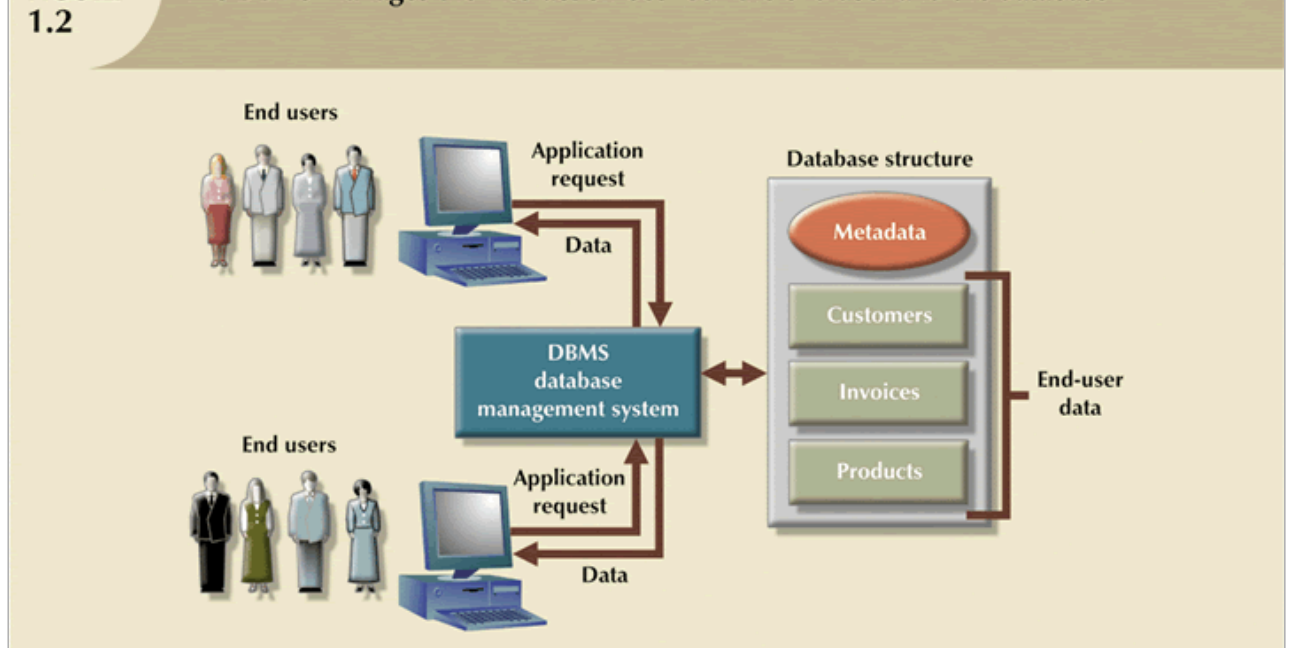 1.2
End users
Application
request
Data
Database structure
Metadata
Customers
Invoices
Products
End-user
data
DBMS
database
management system
End users
Application
request
Data